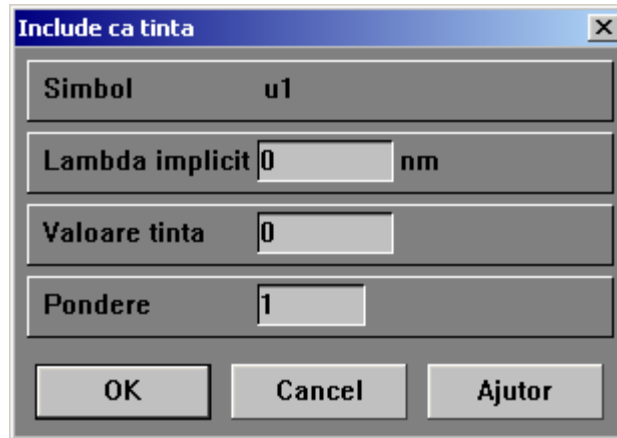 Include ca tinta
Simbol u1
Lambda implicit 0 nm
Valoare tinta 0
Pondere 1
OK Cancel Ajutor